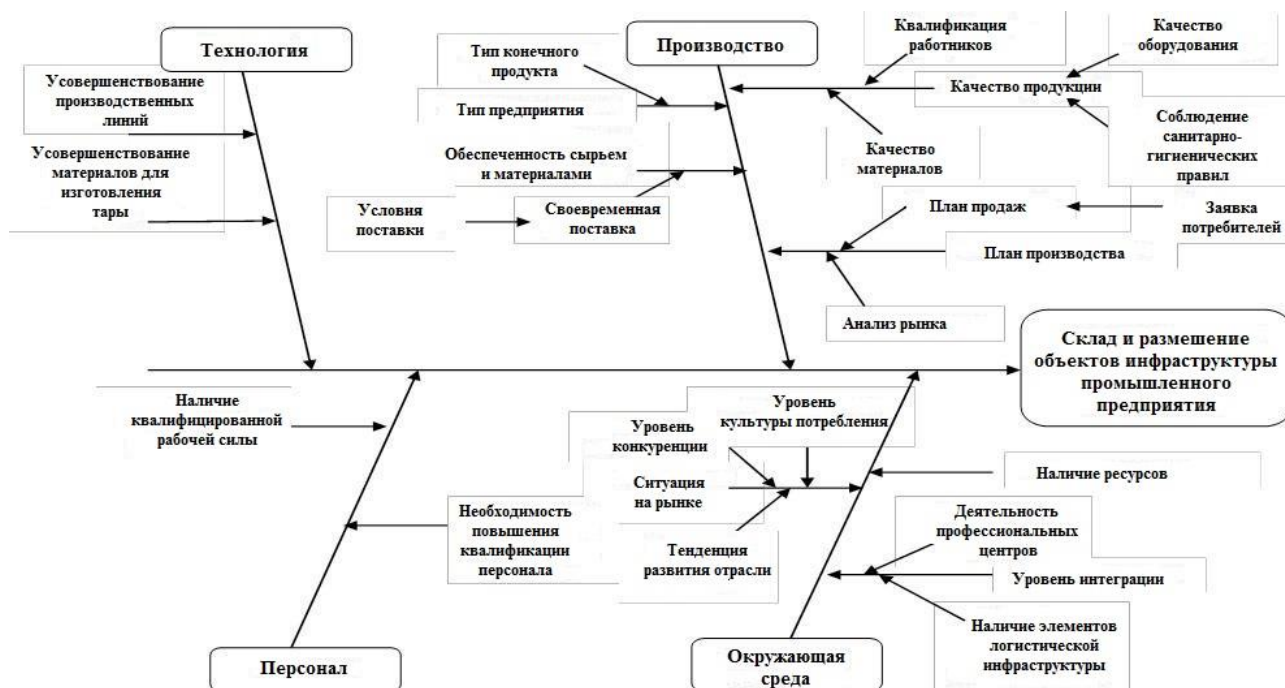 Технология
Усовершенствование
производственных
линий
Усовершенствование
материалов для
изготовления
тары
Производство
Тип конечного
продукта
Тип предприятия
Обеспеченность сырьем
и материалами
Условия
поставки
Своевременная
поставка
Квалификация
работников
Качество
оборудования
Качество продукции
Качество
материалов
Соблюдение
санитарно-
гигиенических
правил
План продаж
Заявка
потребителей
План производства
Анализ рынка
Склад и размешение
объектов инфраструктуры
промышленного
предприятия
Наличие
квалифицированной
рабочей силы
Необходимость
повышения
квалификации
персонала
Персонал
Уровень
культуры потребления
Уровень
конкуренции
Ситуация
на рынке
Тенденция
развития отрасли
Наличие ресурсов
Деятельность
профессиональных
центров
Уровень интеграции
Наличие элементов
логистической
инфраструктуры
Окружающая
среда